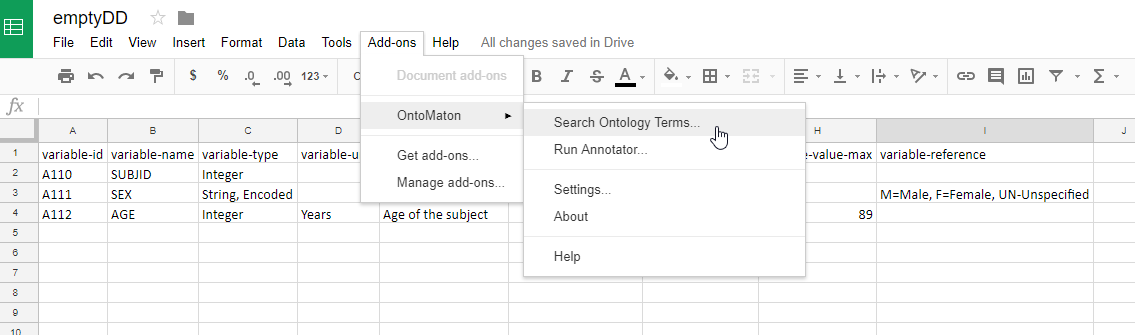 emptyDD
File Edit View Insert Format Data Tools Add-ons Help All changes saved in Drive
$ % .0 .00 123 B I S A Σ
Document add-ons
OntoMaton
Get add-ons...
Manage add-ons...
Search Ontology Terms...
Run Annotator...
Settings...
About
Help
fx
A B C D H I J
1 variable-id variable-name variable-type variable-u e-value-max variable-reference
2 A110 SUBJID Integer
3 A111 SEX String, Encoded M=Male, F=Female, UN-Unspecified
4 A112 AGE Integer Years Age of the subject 89
5
6
7
8
9
10